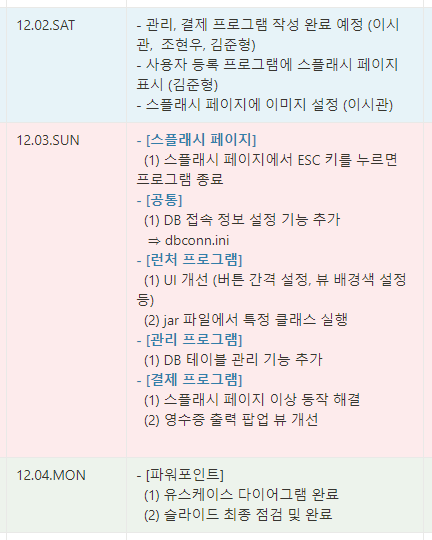 12.02.SAT
- 관리, 결제 프로그램 작성 완료 예정 (이시
관,  조현우, 김준형)
- 사용자 등록 프로그램에 스플래시 페이지
표시 (김준형)
- 스플래시 페이지에 이미지 설정 (이시관)
12.03.SUN
- [스플래시 페이지]
(1) 스플래시 페이지에서 ESC 키를 누르면
프로그램 종료
- [공통]
(1) DB 접속 정보 설정 기능 추가
⇒ dbconn.ini
- [런처 프로그램]
(1) UI 개선 (버튼 간격 설정, 뷰 배경색 설정
등)
(2) jar 파일에서 특정 클래스 실행
- [관리 프로그램]
(1) DB 테이블 관리 기능 추가
- [결제 프로그램]
(1) 스플래시 페이지 이상 동작 해결
(2) 영수증 출력 팝업 뷰 개선
12.04.MON
- [파워포인트]
(1) 유스케이스 다이어그램 완료
(2) 슬라이드 최종 점검 및 완료